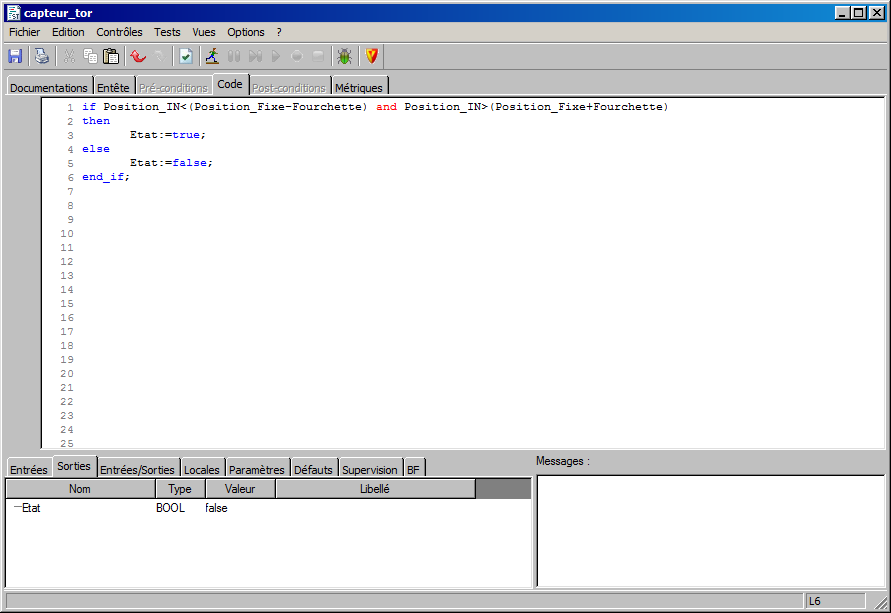 capteur_tor
Fichier Edition Contrôles Tests Vues Options ?
Documentations Entête Pré-conditions Code Post-conditions Métriques
1 if Position_IN<(Position_Fixe-Fourchette) and Position_IN>(Position_Fixe+Fourchette)
2 then
3 Etat:=true;
4 else
5 Etat:=false;
6 end_if;
7
8
9
10
11
12
13
14
15
16
17
18
19
20
21
22
23
24
25
Entrées Sorties Entrées/Sorties Locales Paramètres Défauts Supervision BF
Messages :
Nom Type Valeur Libellé
Etat BOOL false
L6